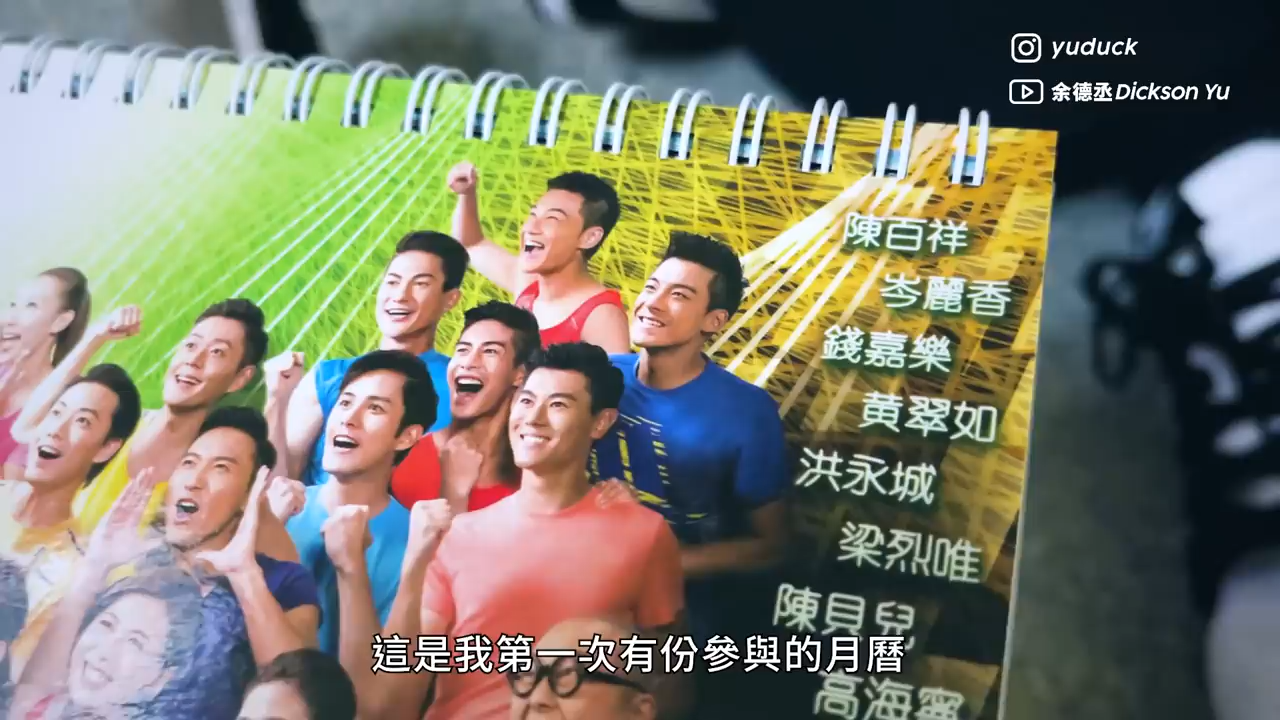 yuduck
余德丞Dickson Yu
陳百祥
岑麗香
錢嘉樂
黃翠如
洪永城
梁烈唯
陳貝兒
高海寧
這是我第一次有份參與的月曆